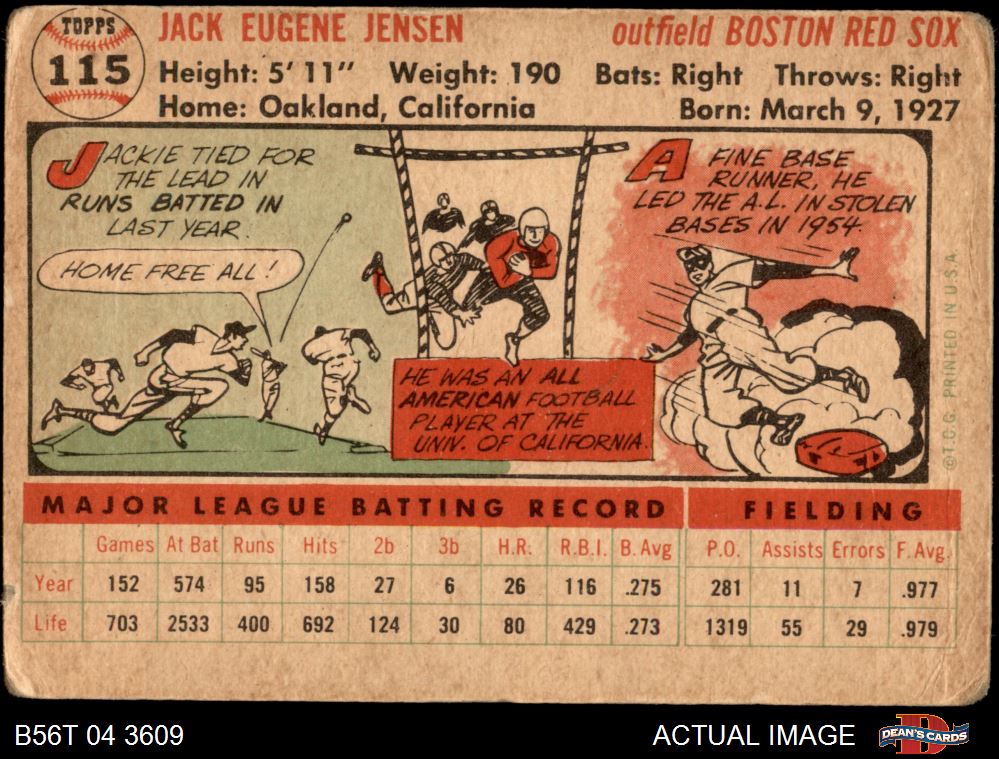 TOPPS
115
JACK EUGENE JENSEN
outfield BOSTON RED SOX
Height: 5' 11" Weight: 190 Bats: Right Throws: Right
Home: Oakland, California Born: March 9, 1927
JACKIE TIED FOR
THE LEAD IN
RUNS BATTED IN
LAST YEAR.
HOME FREE ALL!
HE WAS AN ALL
AMERICAN FOOTBALL
PLAYER AT THE
UNIV. OF CALIFORNIA.
A FINE BASE
RUNNER, HE
LED THE A.L. IN STOLEN
BASES IN 1954.
©T.C.G. PRINTED IN U.S.A.
MAJOR LEAGUE BATTING RECORD FIELDING
Games At Bat Runs Hits 2b 3b H.R. R.B.I. B. Avg P.O. Assists Errors F. Avg.
Year 152 574 95 158 27 6 26 116 .275 281 11 7 .977
Life 703 2533 400 692 124 30 80 429 .273 1319 55 29 .979
B56T 04 3609 ACTUAL IMAGE D DEAN'S CARDS